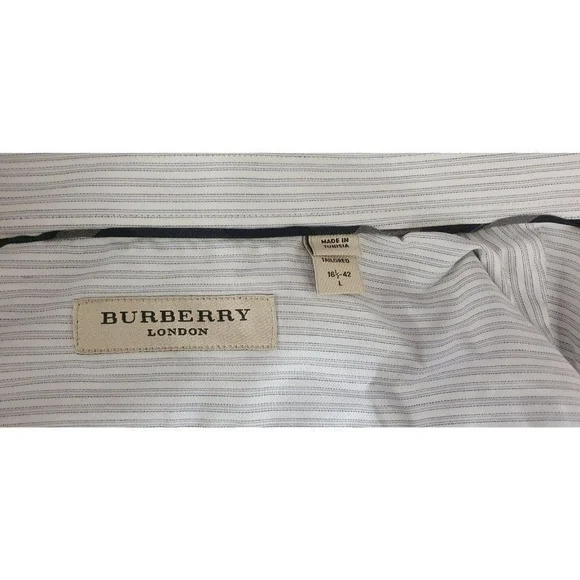 MADE IN
TUNISIA
TAILORED
16½-42
L
BURBERRY
LONDON